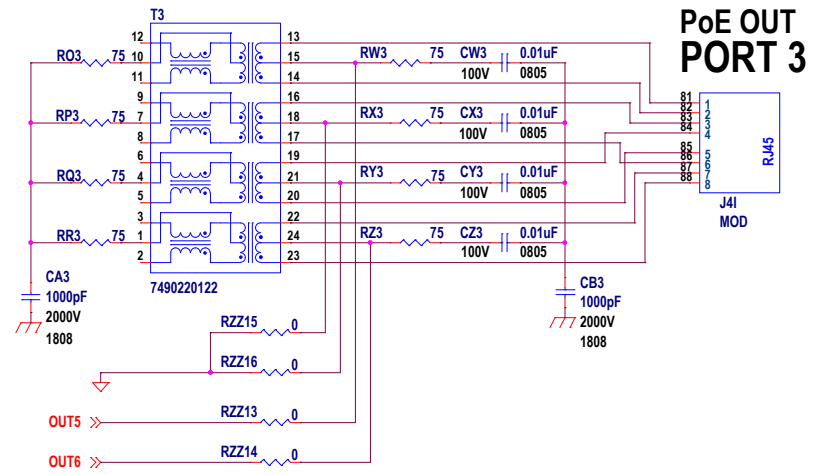 T3
PoE OUT
PORT 3
12 13
RO3 75 10 15 RW3 75 CW3 0.01uF
11 14 100V 0805
9 16
RP3 75 7 18 RX3 75 CX3 0.01uF
8 17 100V 0805
6 19
RQ3 75 4 21 RY3 75 CY3 0.01uF
5 20 100V 0805
3 22
RR3 75 1 24 RZ3 75 CZ3 0.01uF
2 23 100V 0805
81 1
82 2
83 3
84 4
85 5
86 6
87 7
88 8
RJ45
J4I
MOD
7490220122
CA3
1000pF
2000V
1808
CB3
1000pF
2000V
1808
RZZ15 0
RZZ16 0
OUT5 RZZ13 0
OUT6 RZZ14 0